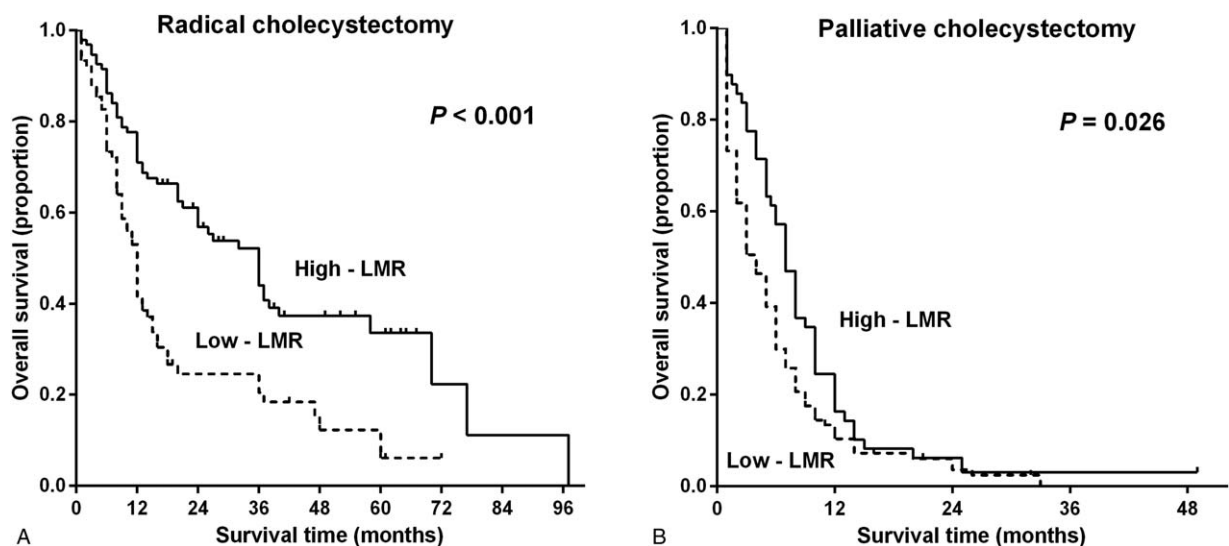 Radical cholecystectomy
P < 0.001
High - LMR
Low - LMR
Overall survival (proportion)
1.0
0.8
0.6
0.4
0.2
0.0
0 12 24 36 48 60 72 84 96
Survival time (months)
A
Palliative cholecystectomy
P = 0.026
High - LMR
Low - LMR
Overall survival (proportion)
1.0
0.8
0.6
0.4
0.2
0.0
0 12 24 36 48
Survival time (months)
B